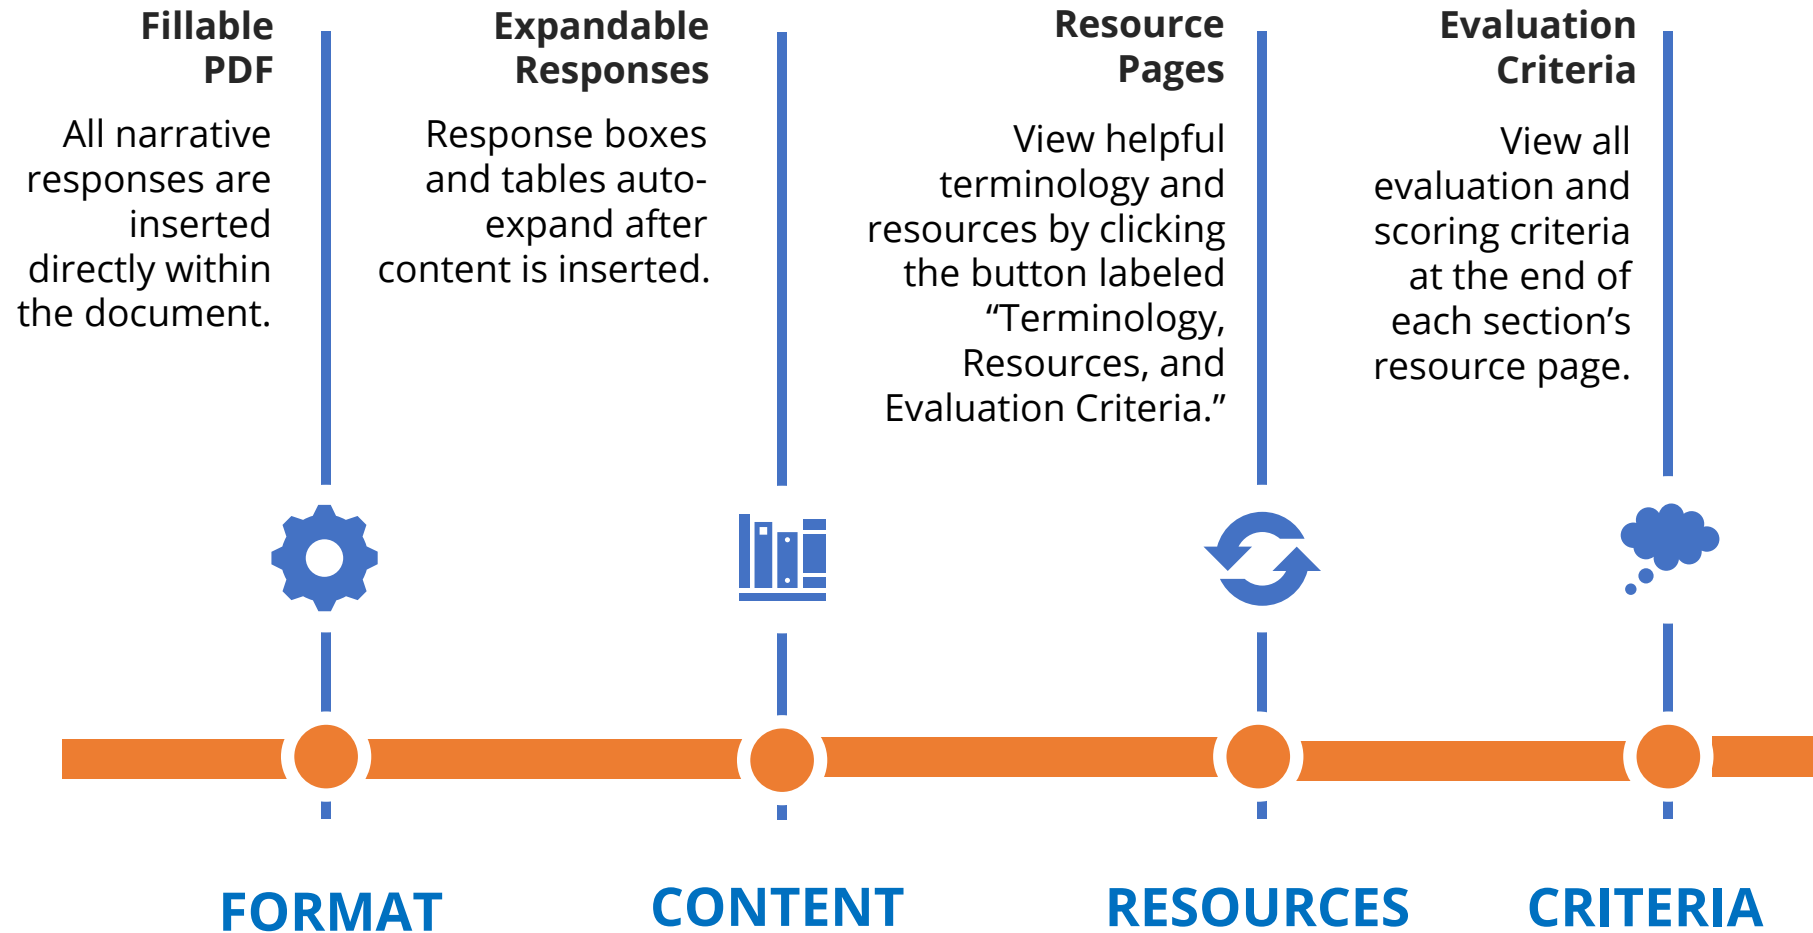 Fillable
PDF
All narrative
responses are
inserted
directly within
the document.
Expandable
Responses
Response boxes
and tables auto-
expand after
content is inserted.
Resource
Pages
View helpful
terminology and
resources by clicking
the button labeled
“Terminology,
Resources, and
Evaluation Criteria.”
Evaluation
Criteria
View all
evaluation and
scoring criteria
at the end of
each section’s
resource page.
FORMAT
CONTENT
RESOURCES
CRITERIA